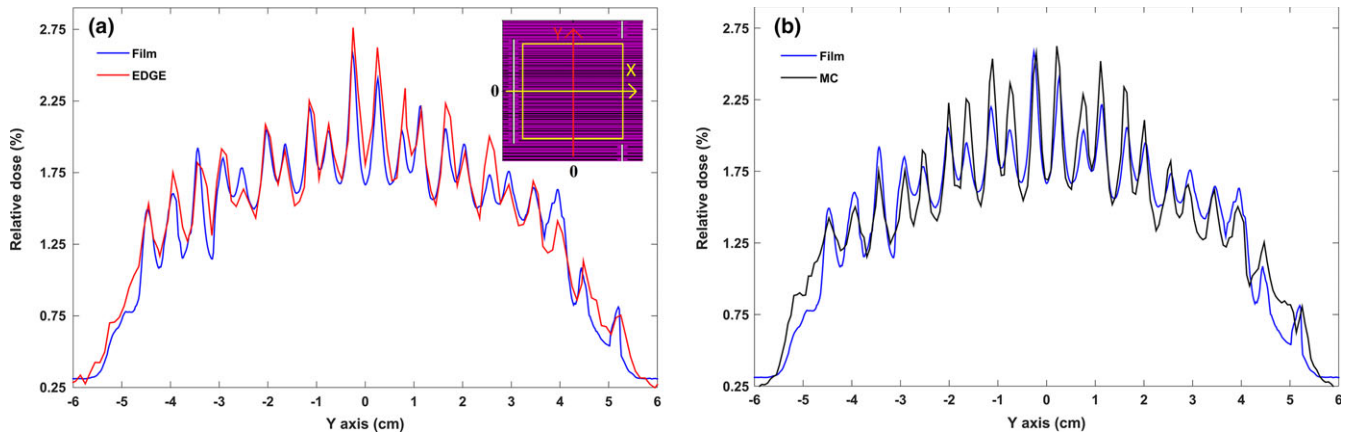 (a)
Film
EDGE
Y
X
0
0
2.75
2.25
1.75
1.25
0.75
0.25
Relative dose (%)
-6 -5 -4 -3 -2 -1 0 1 2 3 4 5 6
Y axis (cm)
(b)
Film
MC
2.75
2.25
1.75
1.25
0.75
0.25
Relative dose (%)
-6 -5 -4 -3 -2 -1 0 1 2 3 4 5 6
Y axis (cm)